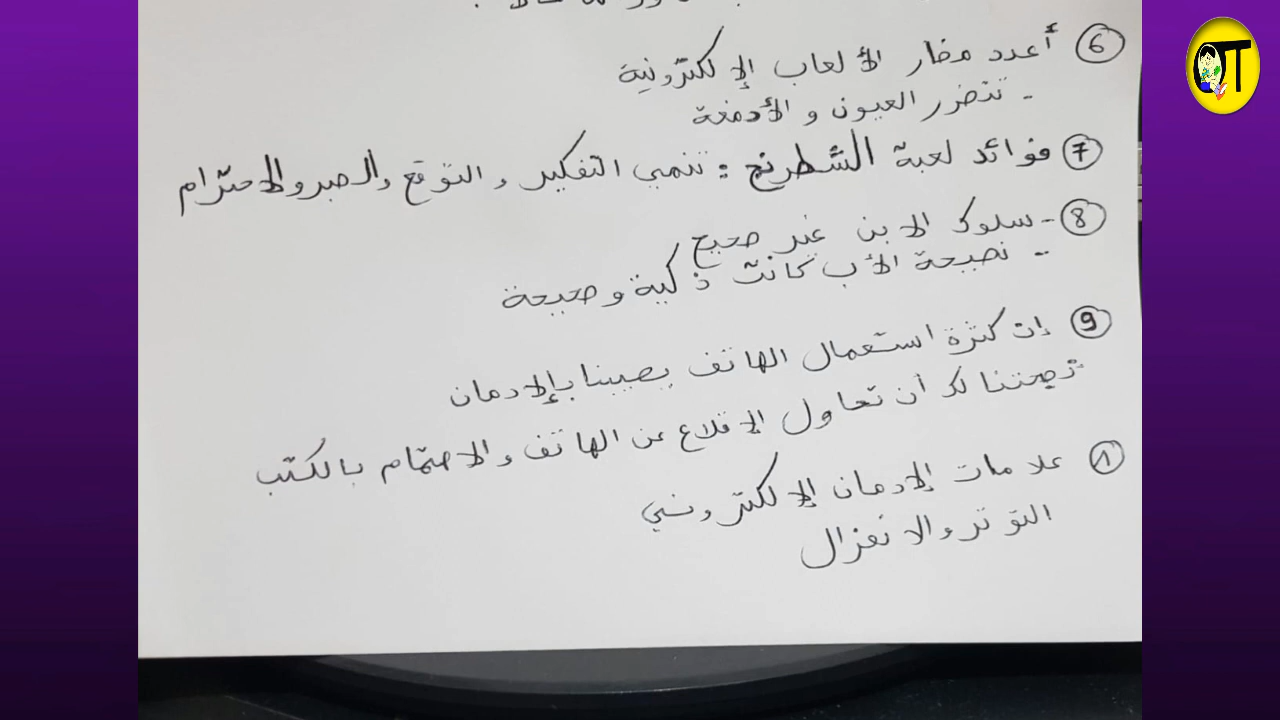 ⑥ أعدد مضار الألعاب الإلكترونية
- تتضرر العيون و الأدمغة
⑦ فوائد لعبة الشطرنج : تنمي التفكير و التوقع والصبر والاحترام
⑧ - سلوك الابن غير صحيح
- نصيحة الأب كانت ذكية وصحيحة
⑨ إن كثرة استعمال الهاتف يصيبنا بالإدمان
نصيحتنا لك أن تحاول الإقلاع عن الهاتف والاهتمام بالكتب
① علامات الإدمان الإلكتروني
التوتر والانعزال
QT